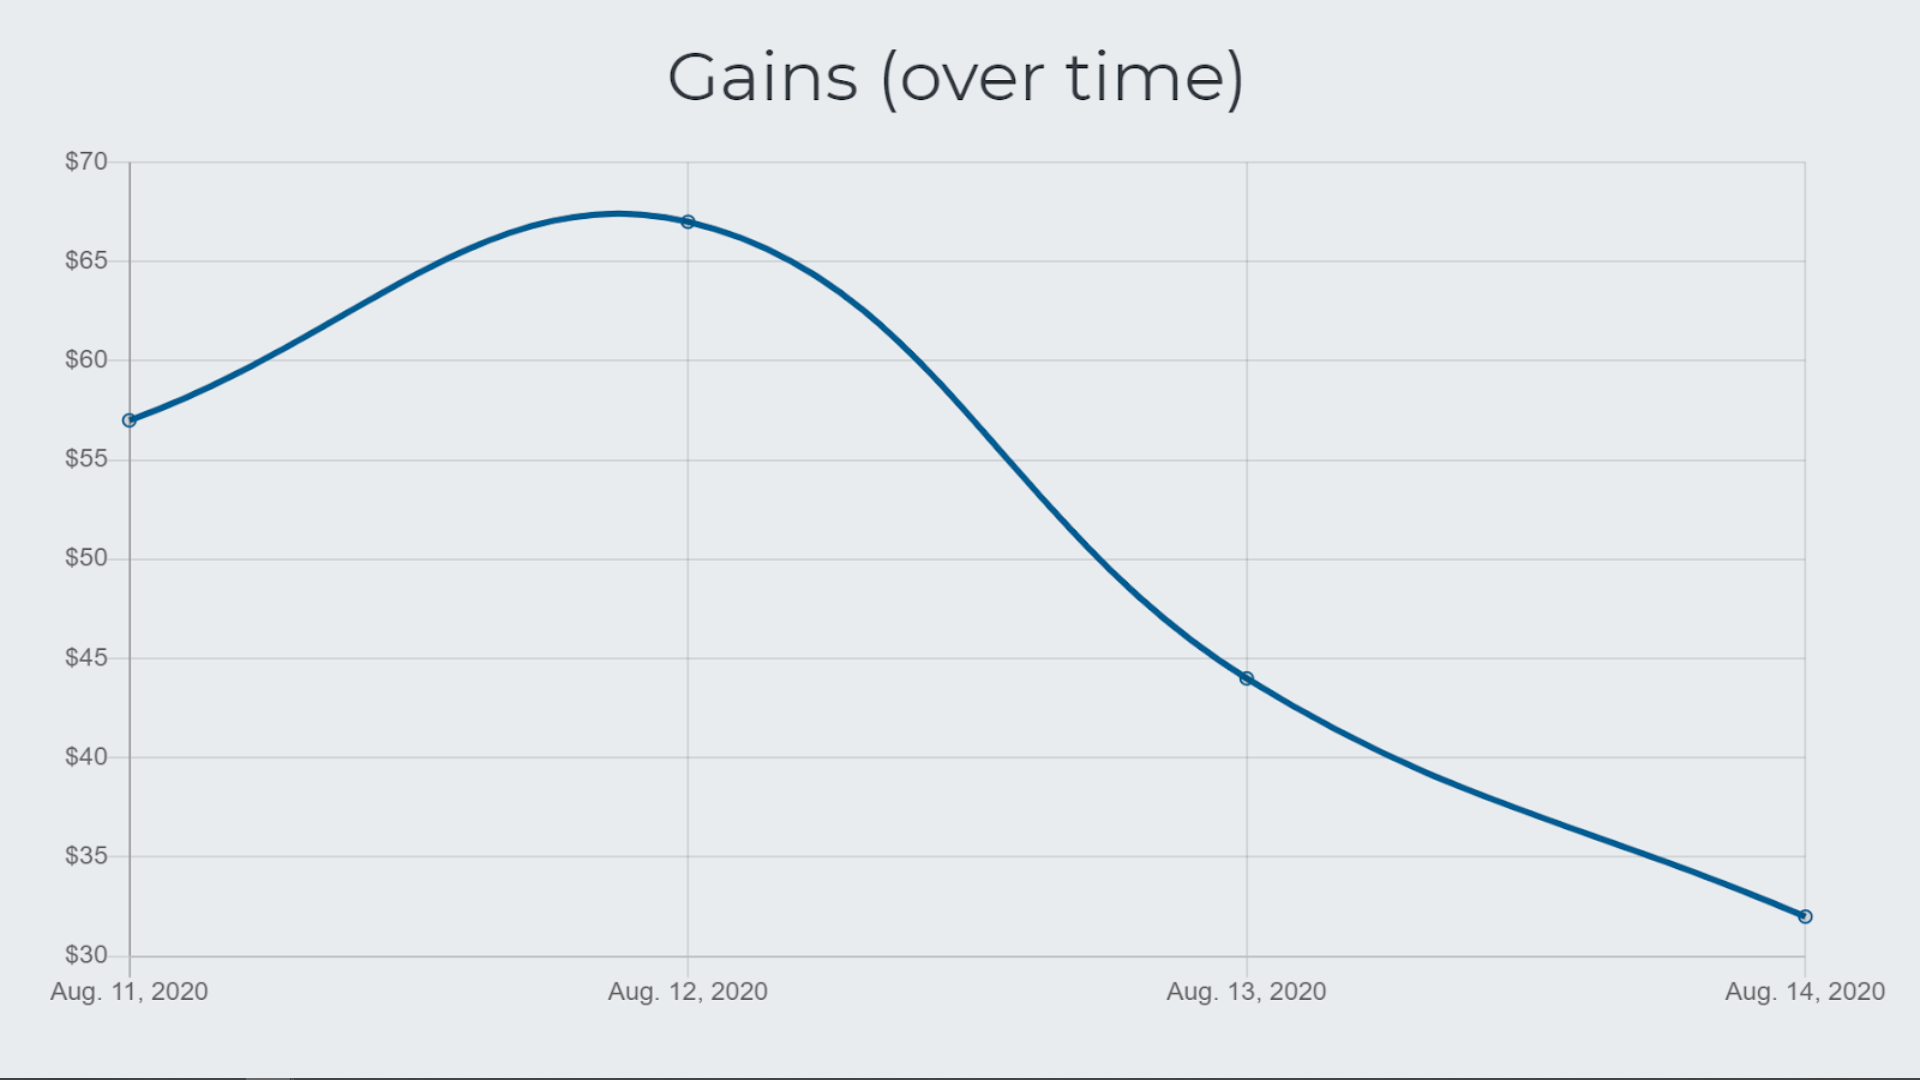 Gains (over time)
$70
$65
$60
$55
$50
$45
$40
$35
$30
Aug. 11, 2020
Aug. 12, 2020
Aug. 13, 2020
Aug. 14, 2020